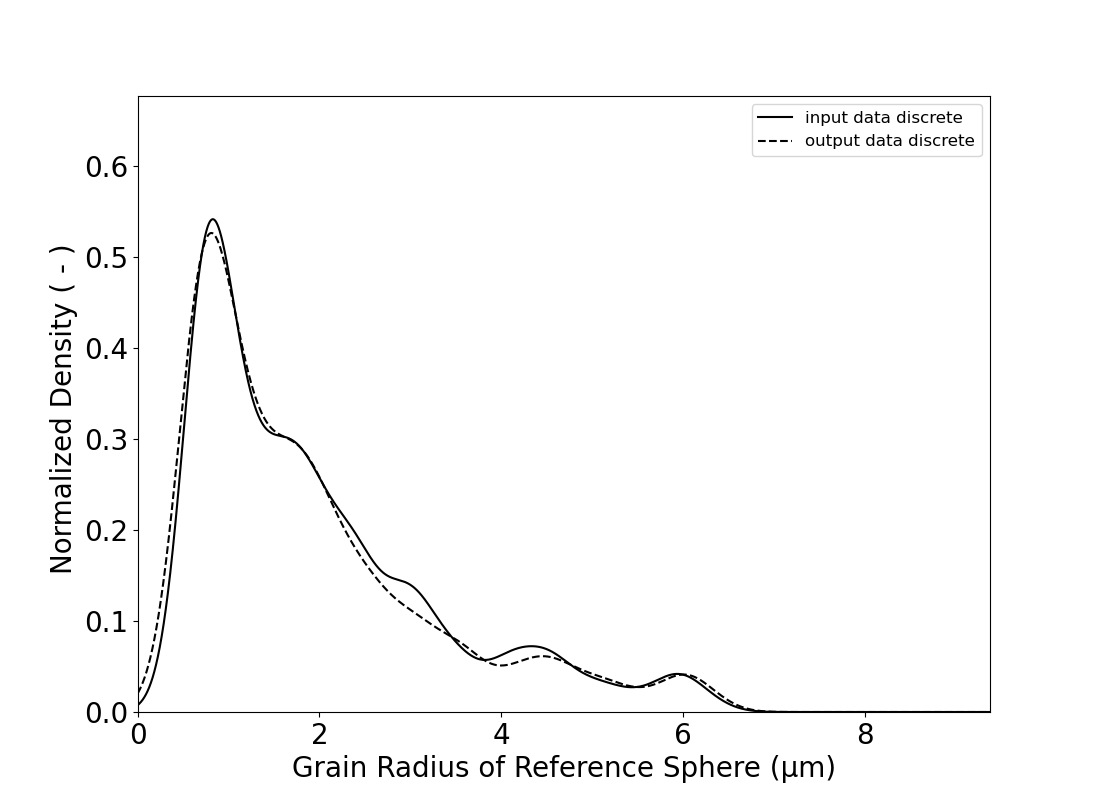 input data discrete
output data discrete
0.6
0.5
0.4
0.3
0.2
0.1
0.0
Normalized Density ( - )
0 2 4 6 8
Grain Radius of Reference Sphere (μm)